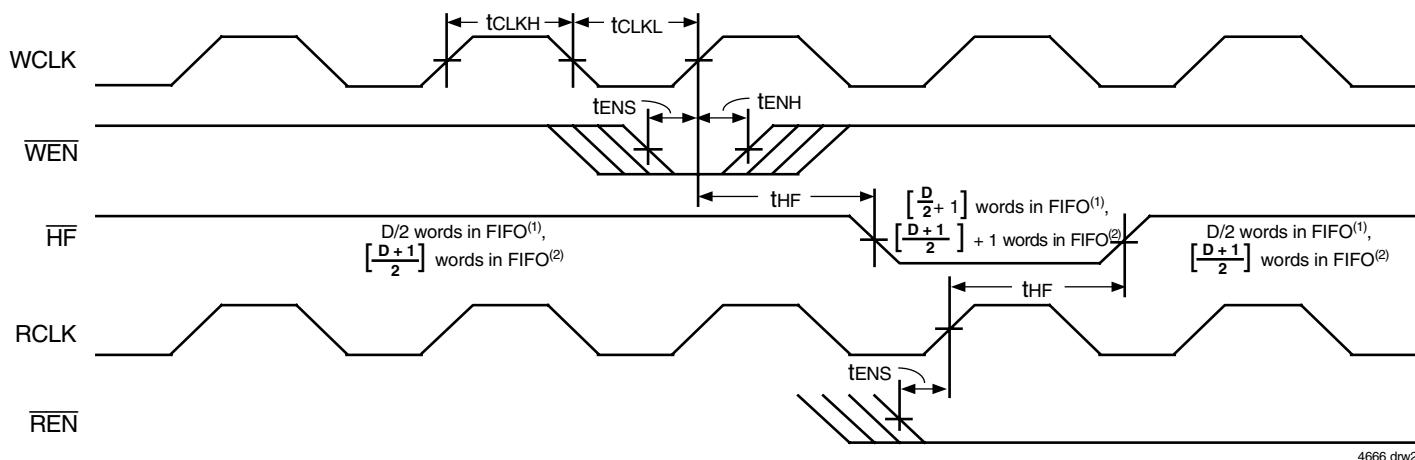 tCLKH tCLKL
WCLK
tENS tENH
WEN
tHF
HF
D/2 words in FIFO(1),
[D + 1 / 2] words in FIFO(2)
[D/2 + 1] words in FIFO(1),
[D + 1 / 2] + 1 words in FIFO(2)
D/2 words in FIFO(1),
[D + 1 / 2] words in FIFO(2)
tHF
RCLK
tENS
REN
4666 drw2